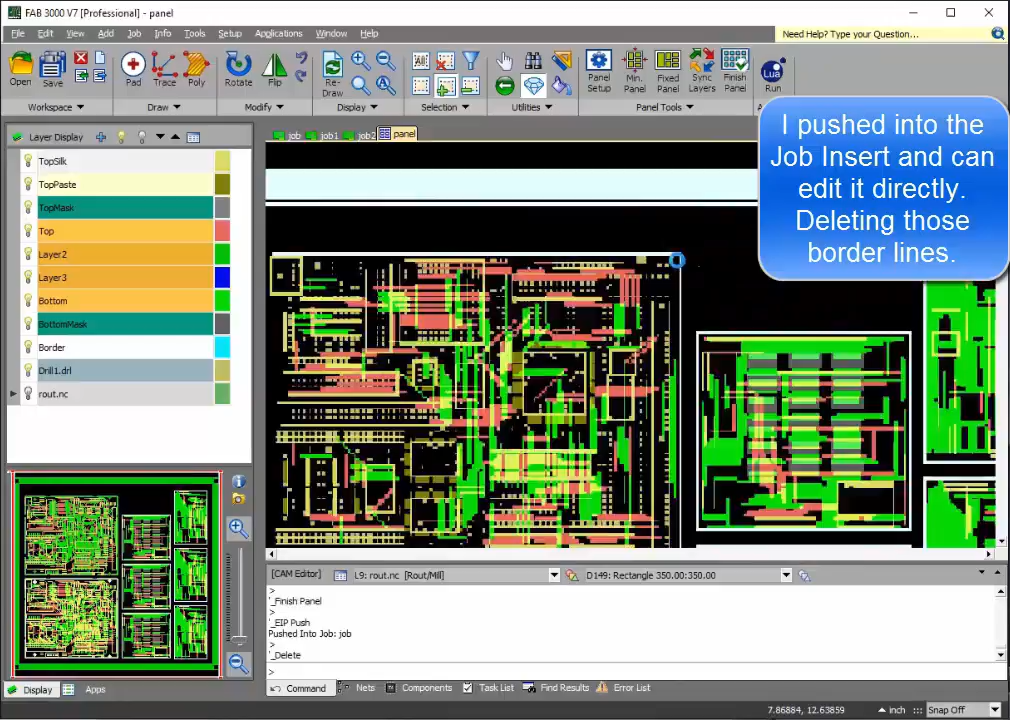 FAB 3000 V7 [Professional] - panel
File Edit View Add Job Info Tools Setup Applications Window Help
Need Help? Type your Question...
Open Save Pad Trace Poly Rotate Flip Re-Draw Panel Setup Min. Panel Fixed Panel Sync Layers Finish Panel Lua Run
Workspace Draw Modify Display Selection Utilities Panel Tools
I pushed into the
Job Insert and can
edit it directly.
Deleting those
border lines.
Layer Display
job job1 job2 panel
TopSilk
TopPaste
TopMask
Top
Layer2
Layer3
Bottom
BottomMask
Border
Drill1.drl
rout.nc
[CAM Editor] L9: rout.nc [Rout/Mill] D149: Rectangle 350.00:350.00
>
'_Finish Panel
>
'_EIP Push
Pushed Into Job: job
>
'_Delete
>
Display Apps
Command Nets Components Task List Find Results Error List
7.86884, 12.63859 inch Snap Off